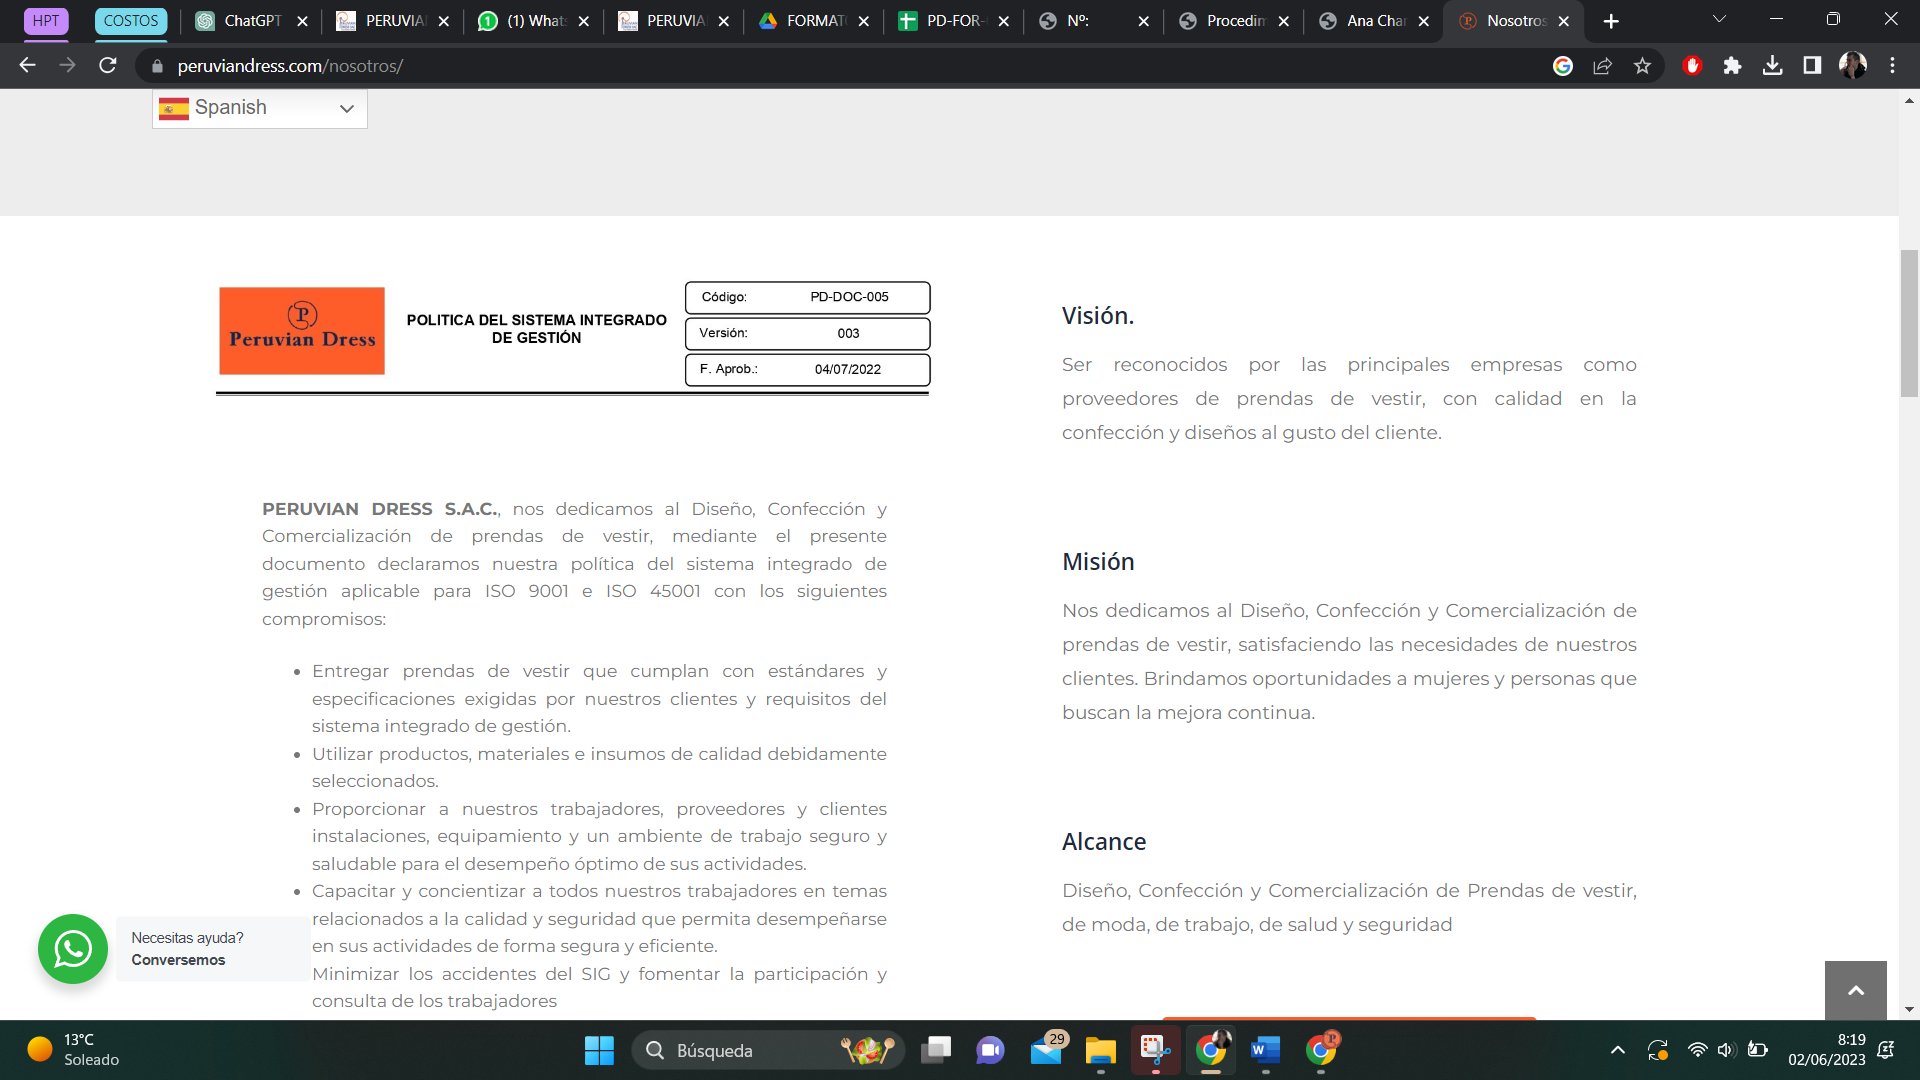 HPT
COSTOS
ChatGPT
PERUVIA
(1) Whats
PERUVIA
FORMATO
PD-FOR-
Nº:
Procedim
Ana Char
Nosotros
peruviandress.com/nosotros/
Spanish
Peruvian Dress
POLITICA DEL SISTEMA INTEGRADO
DE GESTIÓN
Código: PD-DOC-005
Versión: 003
F. Aprob.: 04/07/2022
PERUVIAN DRESS S.A.C., nos dedicamos al Diseño, Confección y
Comercialización de prendas de vestir, mediante el presente
documento declaramos nuestra política del sistema integrado de
gestión aplicable para ISO 9001 e ISO 45001 con los siguientes
compromisos:
• Entregar prendas de vestir que cumplan con estándares y
especificaciones exigidas por nuestros clientes y requisitos del
sistema integrado de gestión.
• Utilizar productos, materiales e insumos de calidad debidamente
seleccionados.
• Proporcionar a nuestros trabajadores, proveedores y clientes
instalaciones, equipamiento y un ambiente de trabajo seguro y
saludable para el desempeño óptimo de sus actividades.
• Capacitar y concientizar a todos nuestros trabajadores en temas
relacionados a la calidad y seguridad que permita desempeñarse
en sus actividades de forma segura y eficiente.
Minimizar los accidentes del SIG y fomentar la participación y
consulta de los trabajadores
Visión.
Ser reconocidos por las principales empresas como
proveedores de prendas de vestir, con calidad en la
confección y diseños al gusto del cliente.
Misión
Nos dedicamos al Diseño, Confección y Comercialización de
prendas de vestir, satisfaciendo las necesidades de nuestros
clientes. Brindamos oportunidades a mujeres y personas que
buscan la mejora continua.
Alcance
Diseño, Confección y Comercialización de Prendas de vestir,
de moda, de trabajo, de salud y seguridad
Necesitas ayuda?
Conversemos
13°C
Soleado
Búsqueda
29
8:19
02/06/2023